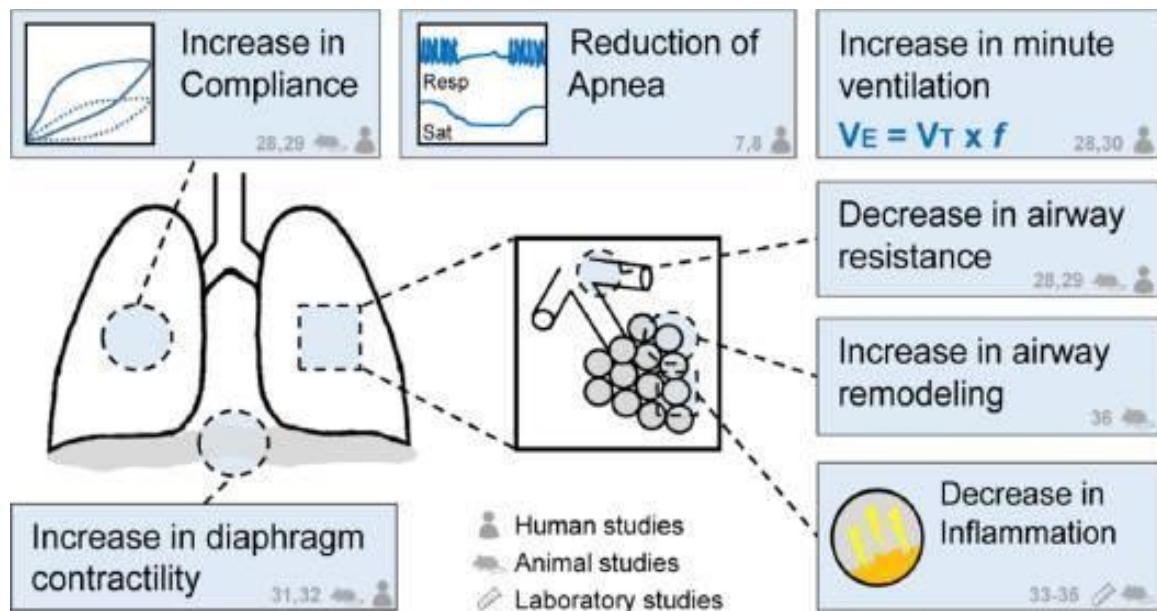 Increase in
Compliance
28,29
Resp
Sat
Reduction of
Apnea
7,8
Increase in minute
ventilation
VE = VT x f
28,30
Decrease in airway
resistance
28,29
Increase in airway
remodeling
36
Decrease in
Inflammation
33-35
Increase in diaphragm
contractility
31,32
Human studies
Animal studies
Laboratory studies